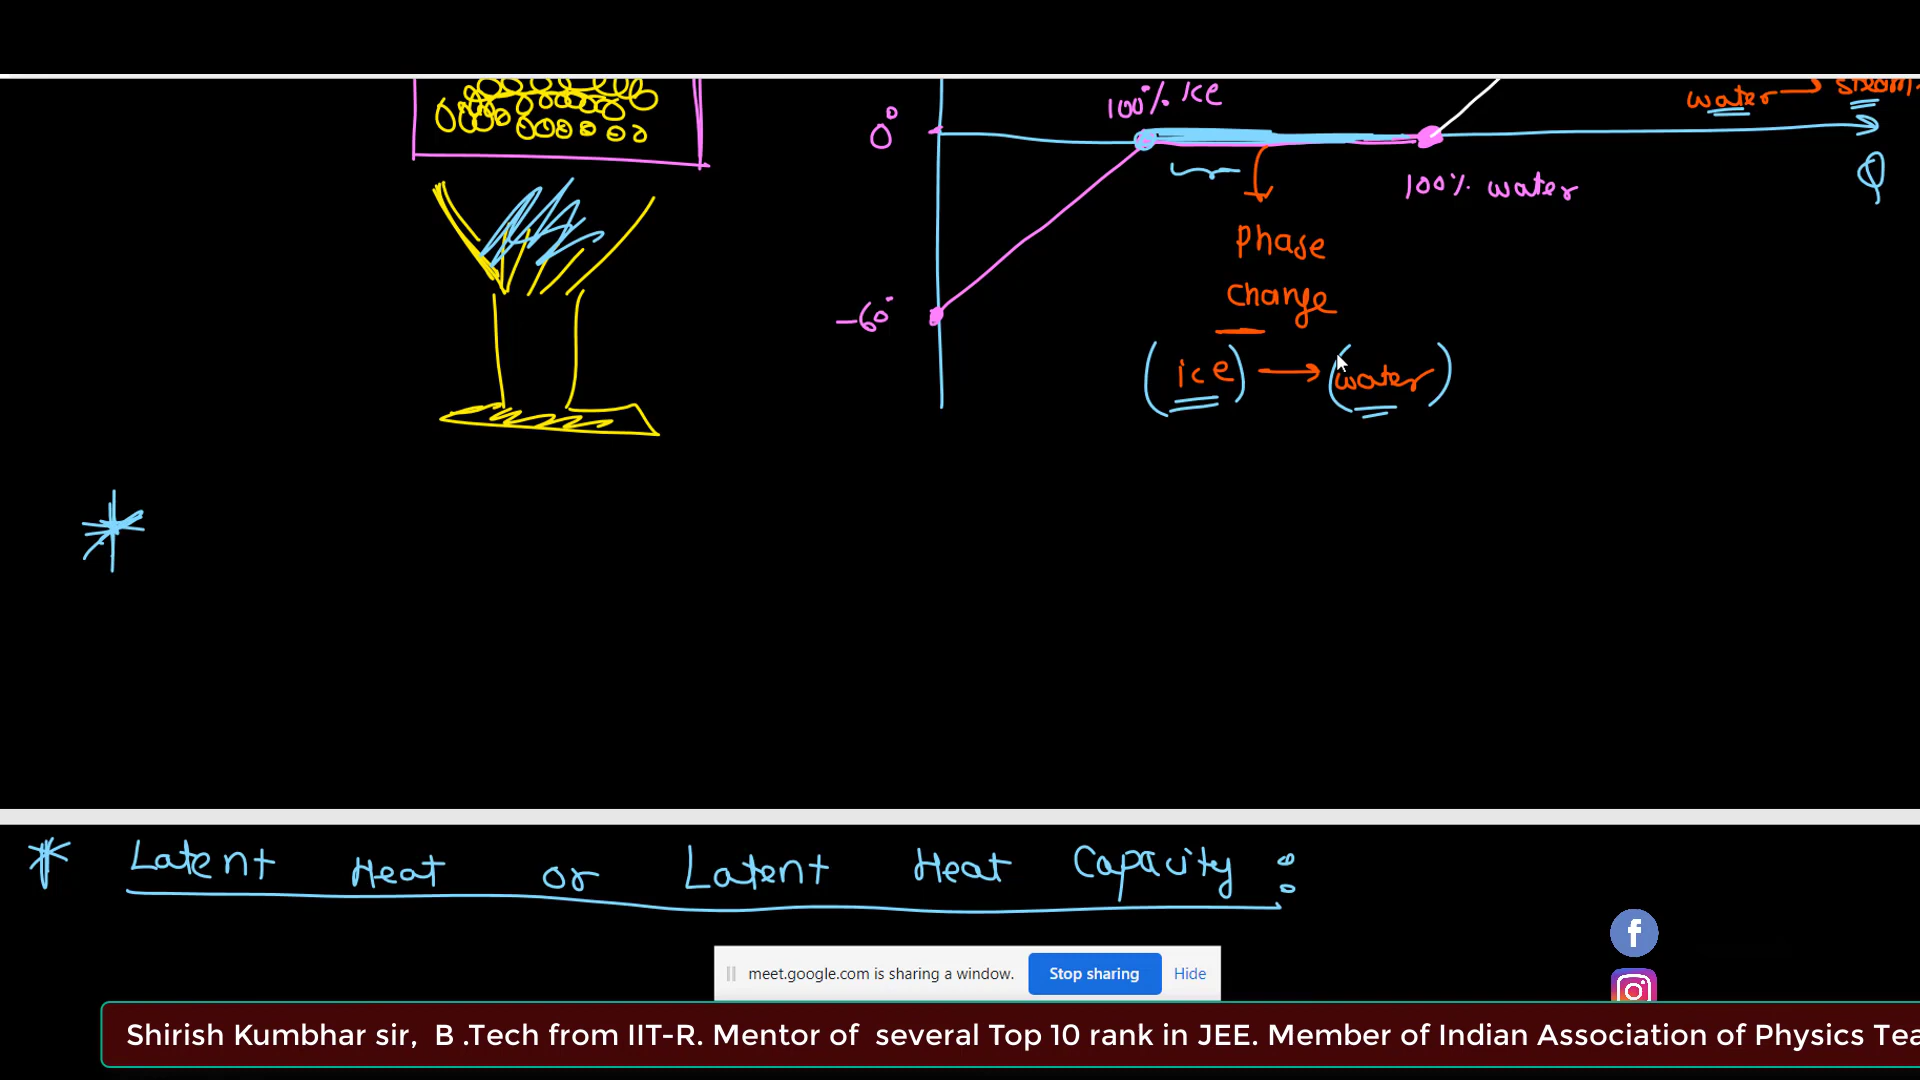 100% Ice
water → steam
0°
Q
100% water
Phase
change
-60°
(ice) → (water)
* Latent Heat or Latent Heat Capacity :
meet.google.com is sharing a window. Stop sharing Hide
Shirish Kumbhar sir, B .Tech from IIT-R. Mentor of several Top 10 rank in JEE. Member of Indian Association of Physics Tea